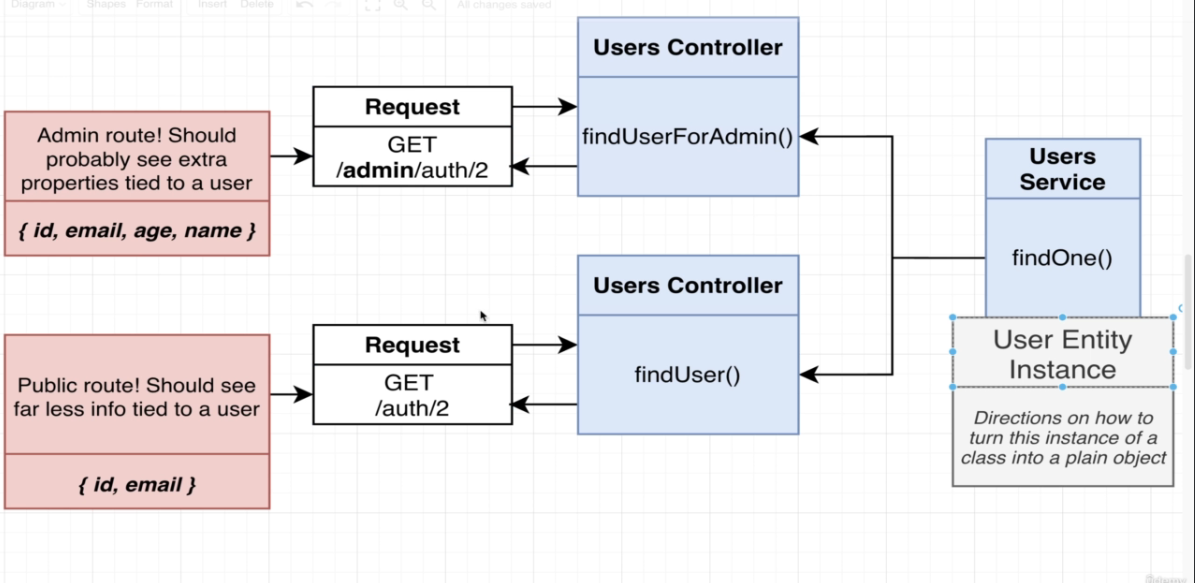 Diagram Shapes Format Insert Delete All changes saved
Admin route! Should
probably see extra
properties tied to a user
{ id, email, age, name }
Request
GET
/admin/auth/2
Users Controller
findUserForAdmin()
Users
Service
findOne()
User Entity
Instance
Directions on how to
turn this instance of a
class into a plain object
Public route! Should see
far less info tied to a user
{ id, email }
Request
GET
/auth/2
Users Controller
findUser()